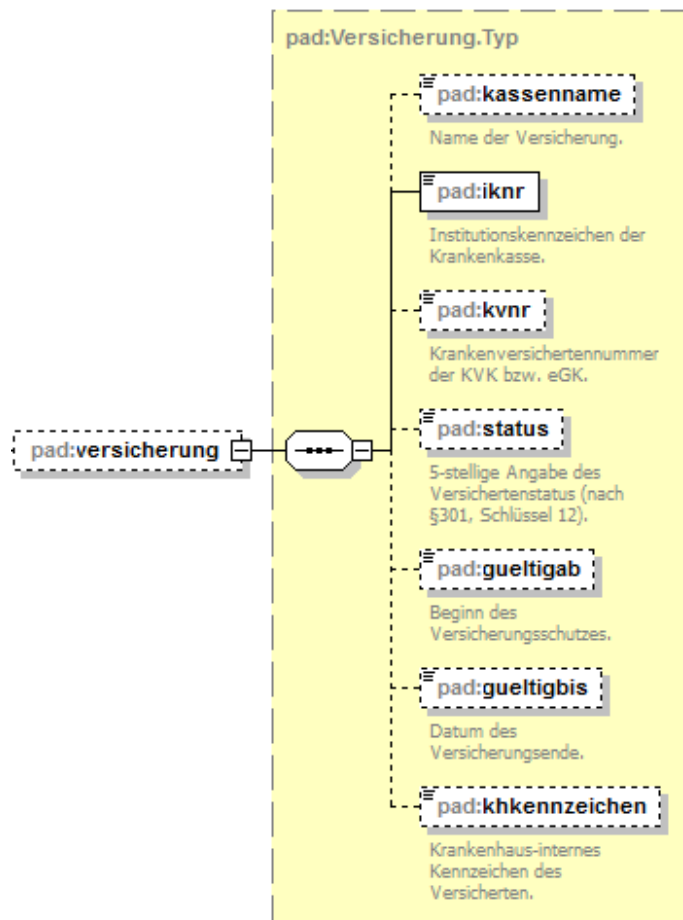 pad:Versicherung.Typ
pad:kassenname
Name der Versicherung.
pad:iknr
Institutionskennzeichen der
Krankenkasse.
pad:kvnr
Krankenversichertennummer
der KVK bzw. eGK.
pad:versicherung
pad:status
5-stellige Angabe des
Versichertenstatus (nach
§301, Schlüssel 12).
pad:gueltigab
Beginn des
Versicherungsschutzes.
pad:gueltigbis
Datum des
Versicherungsende.
pad:khkennzeichen
Krankenhaus-internes
Kennzeichen des
Versicherten.